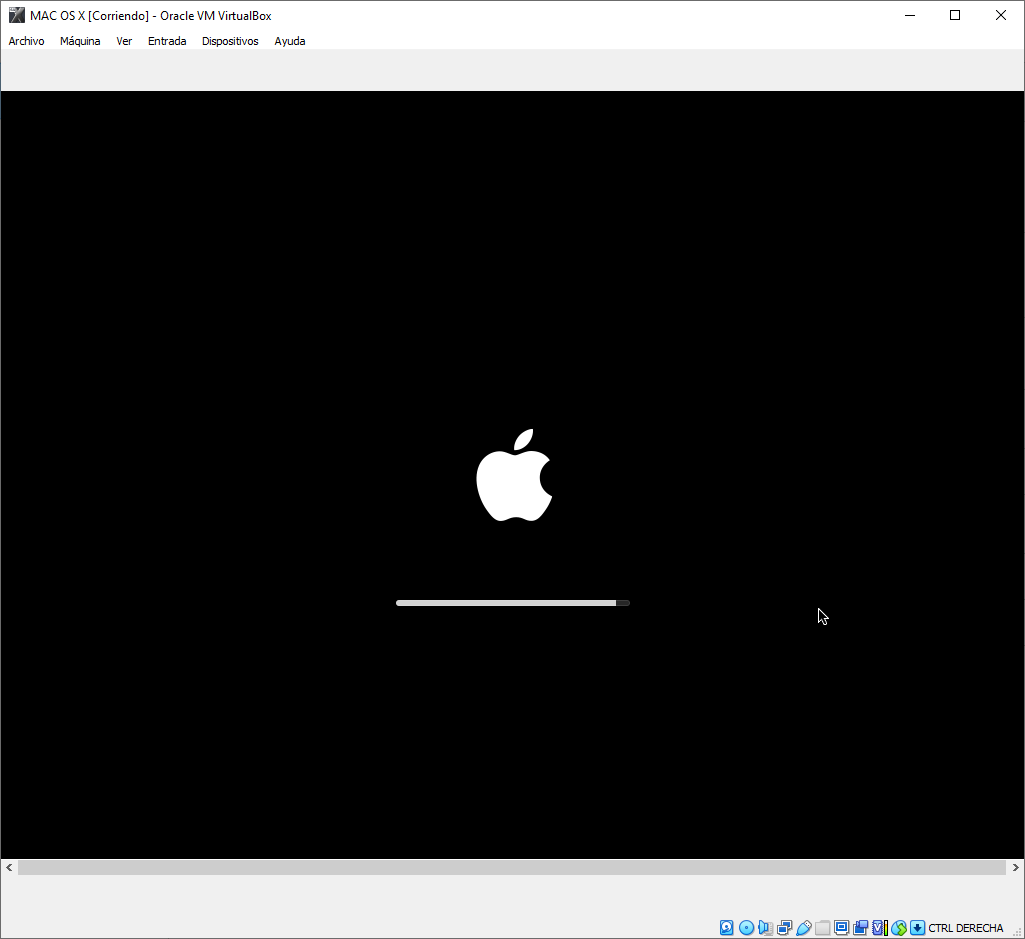 MAC OS X [Corriendo] - Oracle VM VirtualBox
Archivo Máquina Ver Entrada Dispositivos Ayuda
CTRL DERECHA